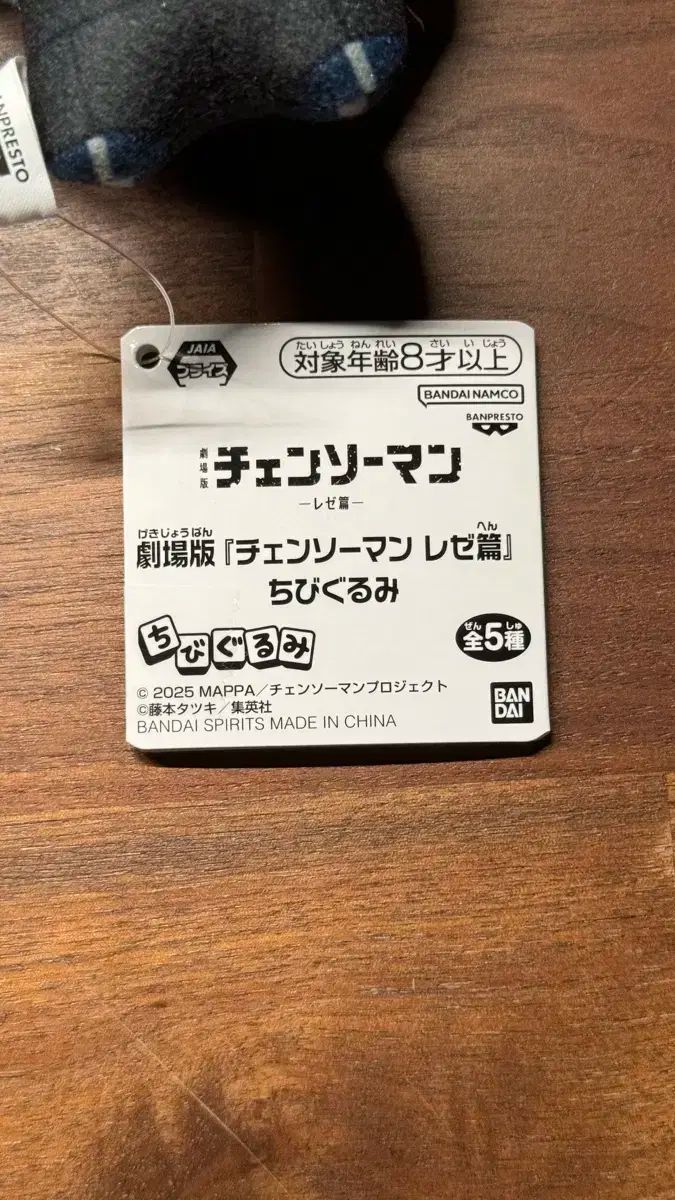 ANPRESTO
JAIA
プライズ
たいしょうねんれい さいいじょう
対象年齢8才以上
BANDAI NAMCO
BANPRESTO
劇場版 チェンソーマン
―レゼ篇―
げきじょうばん へん
劇場版『チェンソーマン レゼ篇』
ちびぐるみ
ちびぐるみ
ぜん しゅ
全5種
© 2025 MAPPA／チェンソーマンプロジェクト
©藤本タツキ／集英社
BANDAI SPIRITS MADE IN CHINA
BAN
DAI